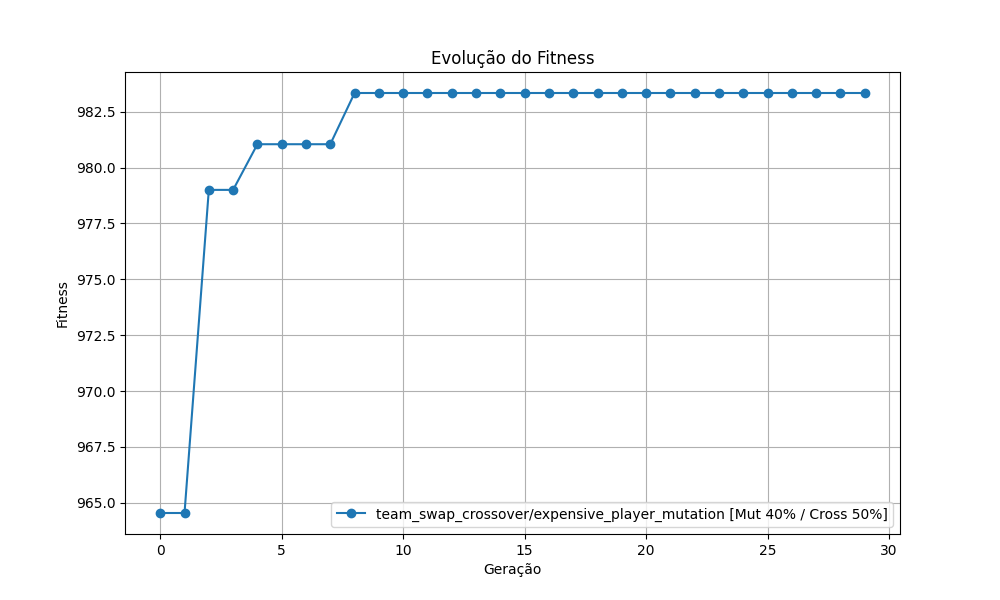 Evolução do Fitness
982.5
980.0
977.5
975.0
972.5
970.0
967.5
965.0
Fitness
team_swap_crossover/expensive_player_mutation [Mut 40% / Cross 50%]
0 5 10 15 20 25 30
Geração